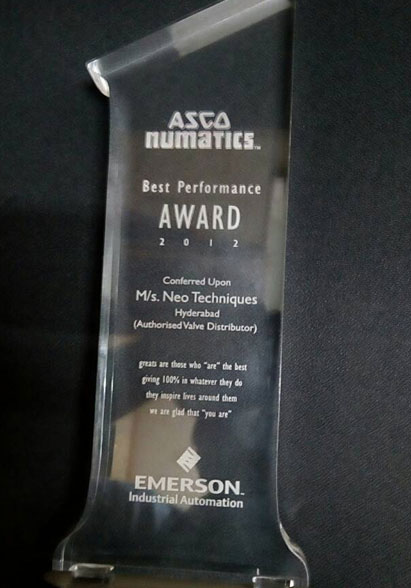 ASCO
numatics™
Best Performance
AWARD
2012
Conferred Upon
M/s. Neo Techniques
Hyderabad
(Authorised Valve Distributor)
greats are those who "are" the best
giving 100% in whatever they do
they inspire lives around them
we are glad that "you are"
EMERSON™
Industrial Automation